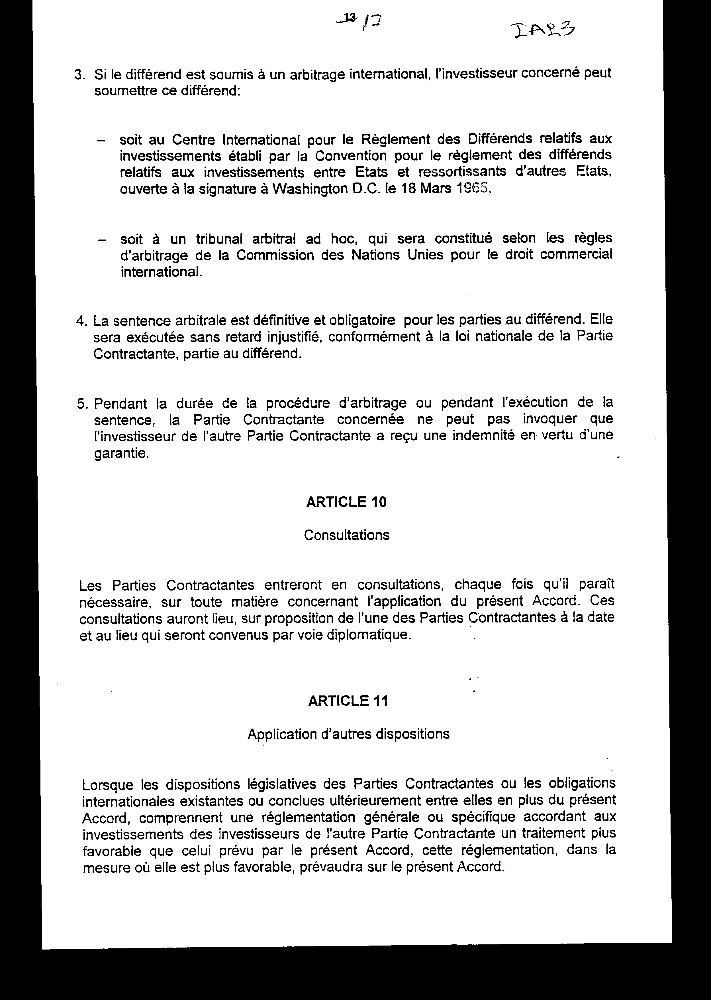 13 12
IA23
3. Si le différend est soumis à un arbitrage international, l'investisseur concerné peut
soumettre ce différend:
– soit au Centre International pour le Règlement des Différends relatifs aux
investissements établi par la Convention pour le règlement des différends
relatifs aux investissements entre Etats et ressortissants d'autres Etats,
ouverte à la signature à Washington D.C. le 18 Mars 1965,
– soit à un tribunal arbitral ad hoc, qui sera constitué selon les règles
d'arbitrage de la Commission des Nations Unies pour le droit commercial
international.
4. La sentence arbitrale est définitive et obligatoire pour les parties au différend. Elle
sera exécutée sans retard injustifié, conformément à la loi nationale de la Partie
Contractante, partie au différend.
5. Pendant la durée de la procédure d'arbitrage ou pendant l'exécution de la
sentence, la Partie Contractante concernée ne peut pas invoquer que
l'investisseur de l'autre Partie Contractante a reçu une indemnité en vertu d'une
garantie.
ARTICLE 10
Consultations
Les Parties Contractantes entreront en consultations, chaque fois qu'il paraît
nécessaire, sur toute matière concernant l'application du présent Accord. Ces
consultations auront lieu, sur proposition de l'une des Parties Contractantes à la date
et au lieu qui seront convenus par voie diplomatique.
ARTICLE 11
Application d'autres dispositions
Lorsque les dispositions législatives des Parties Contractantes ou les obligations
internationales existantes ou conclues ultérieurement entre elles en plus du présent
Accord, comprennent une réglementation générale ou spécifique accordant aux
investissements des investisseurs de l'autre Partie Contractante un traitement plus
favorable que celui prévu par le présent Accord, cette réglementation, dans la
mesure où elle est plus favorable, prévaudra sur le présent Accord.